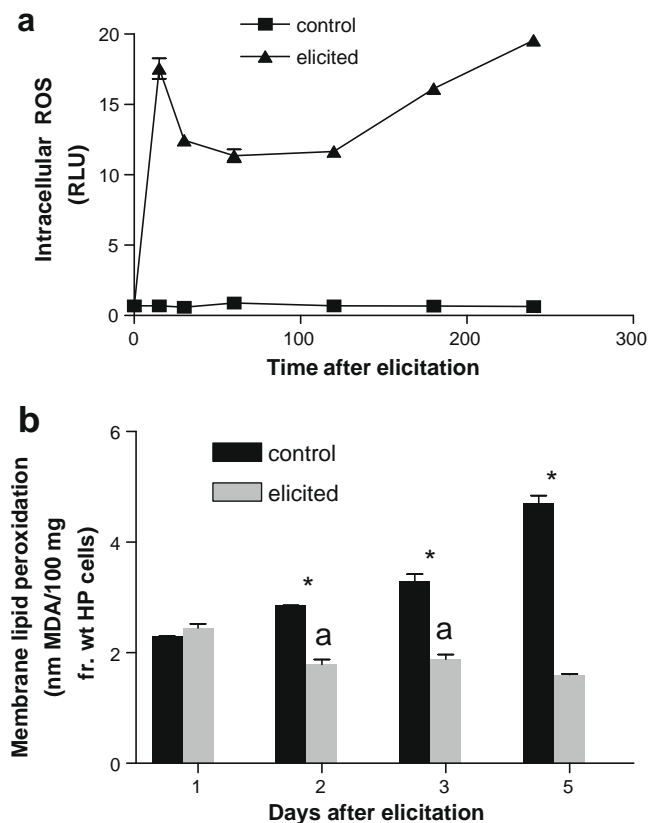 a
control
elicited
Intracellular ROS
(RLU)
20
15
10
5
0
0 100 200 300
Time after elicitation
b
control
elicited
Membrane lipid peroxidation
(nm MDA/100 mg
fr. wt HP cells)
6
4
2
0
* * *
a a
1 2 3 5
Days after elicitation